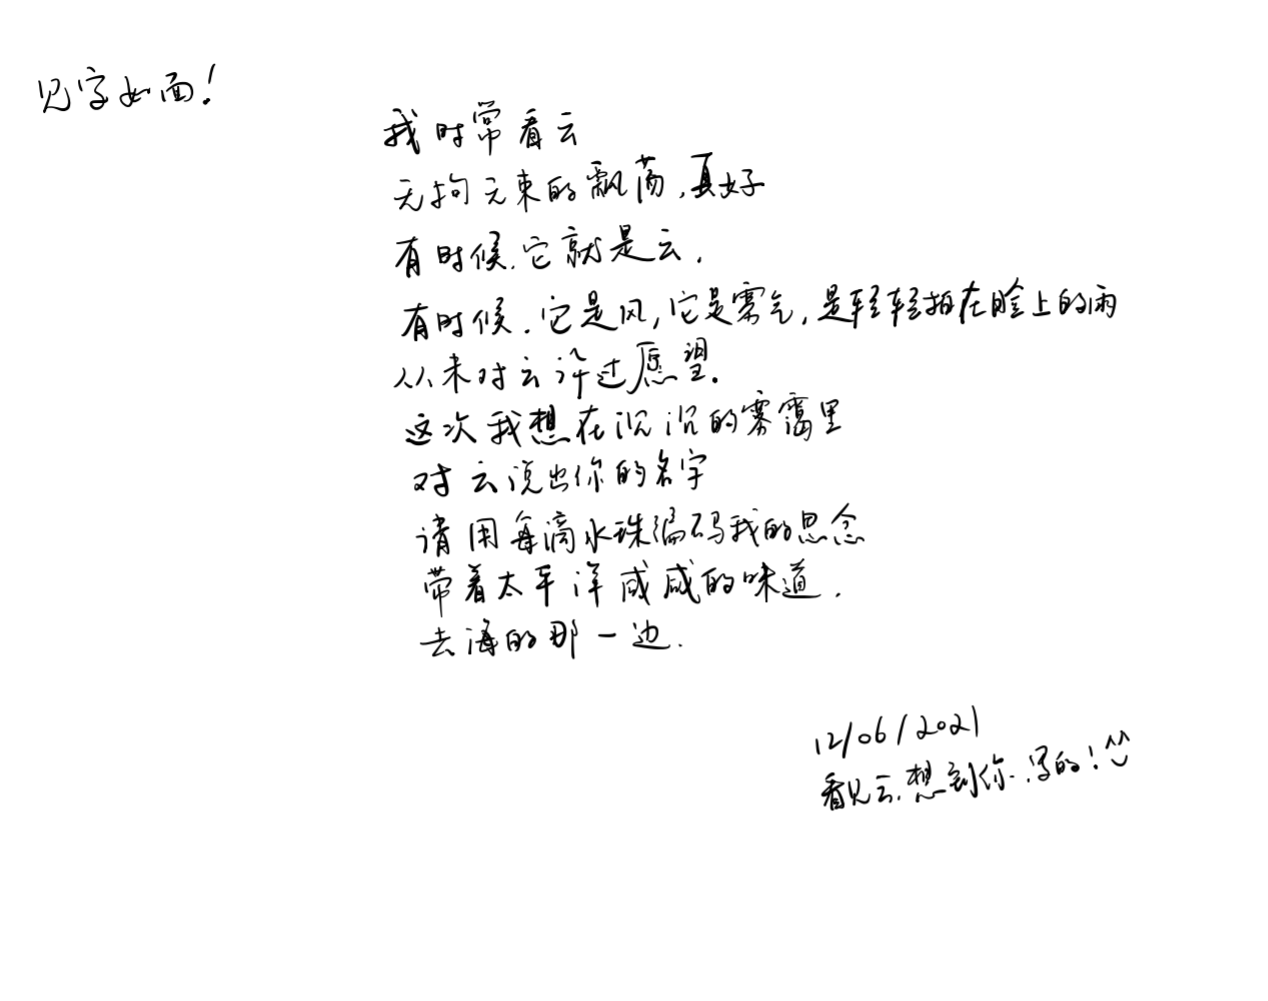 见字如面！
我时常看云
无拘无束的飘荡，真好
有时候，它就是云，
有时候，它是风，它是雾气，是轻轻拍在脸上的雨
从未对云许过愿望。
这次我想在沉沉的雾霭里
对云说出你的名字
请用每滴水珠编码我的思念
带着太平洋咸咸的味道，
去海的那一边.
12/06/2021
看见云，想到你..写的！^^